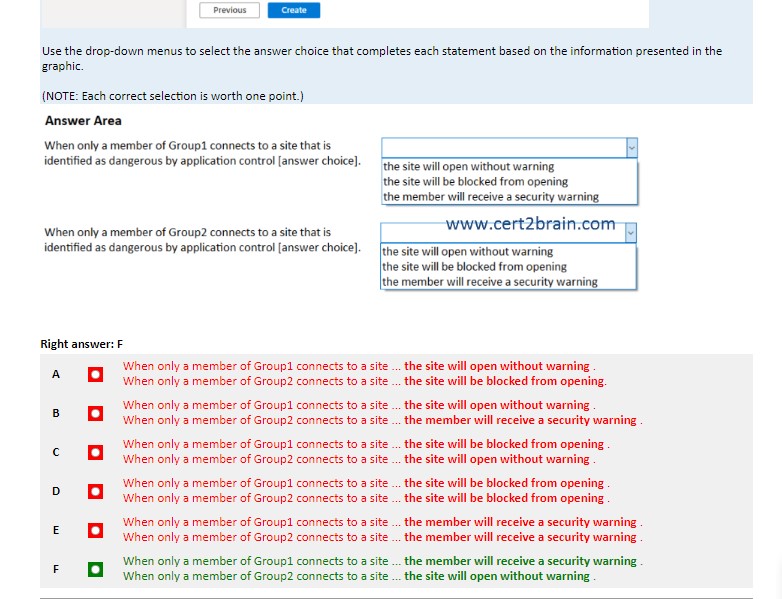 Previous Create
Use the drop-down menus to select the answer choice that completes each statement based on the information presented in the
graphic.
(NOTE: Each correct selection is worth one point.)
Answer Area
When only a member of Group1 connects to a site that is
identified as dangerous by application control [answer choice].
the site will open without warning
the site will be blocked from opening
the member will receive a security warning
www.cert2brain.com
When only a member of Group2 connects to a site that is
identified as dangerous by application control [answer choice].
the site will open without warning
the site will be blocked from opening
the member will receive a security warning
Right answer: F
A
When only a member of Group1 connects to a site ... the site will open without warning .
When only a member of Group2 connects to a site ... the site will be blocked from opening.
B
When only a member of Group1 connects to a site ... the site will open without warning .
When only a member of Group2 connects to a site ... the member will receive a security warning .
C
When only a member of Group1 connects to a site ... the site will be blocked from opening .
When only a member of Group2 connects to a site ... the site will open without warning .
D
When only a member of Group1 connects to a site ... the site will be blocked from opening .
When only a member of Group2 connects to a site ... the site will be blocked from opening .
E
When only a member of Group1 connects to a site ... the member will receive a security warning .
When only a member of Group2 connects to a site ... the member will receive a security warning .
F
When only a member of Group1 connects to a site ... the member will receive a security warning .
When only a member of Group2 connects to a site ... the site will open without warning .